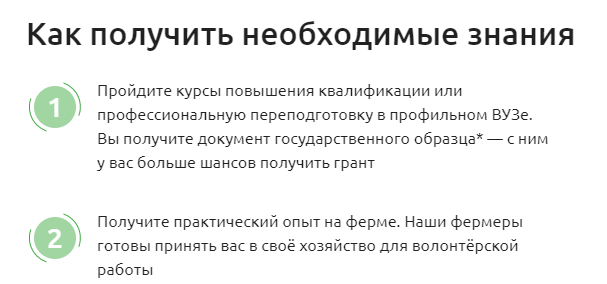 Как получить необходимые знания
1
Пройдите курсы повышения квалификации или
профессиональную переподготовку в профильном ВУЗе.
Вы получите документ государственного образца* — с ним
у вас больше шансов получить грант
2
Получите практический опыт на ферме. Наши фермеры
готовы принять вас в своё хозяйство для волонтёрской
работы